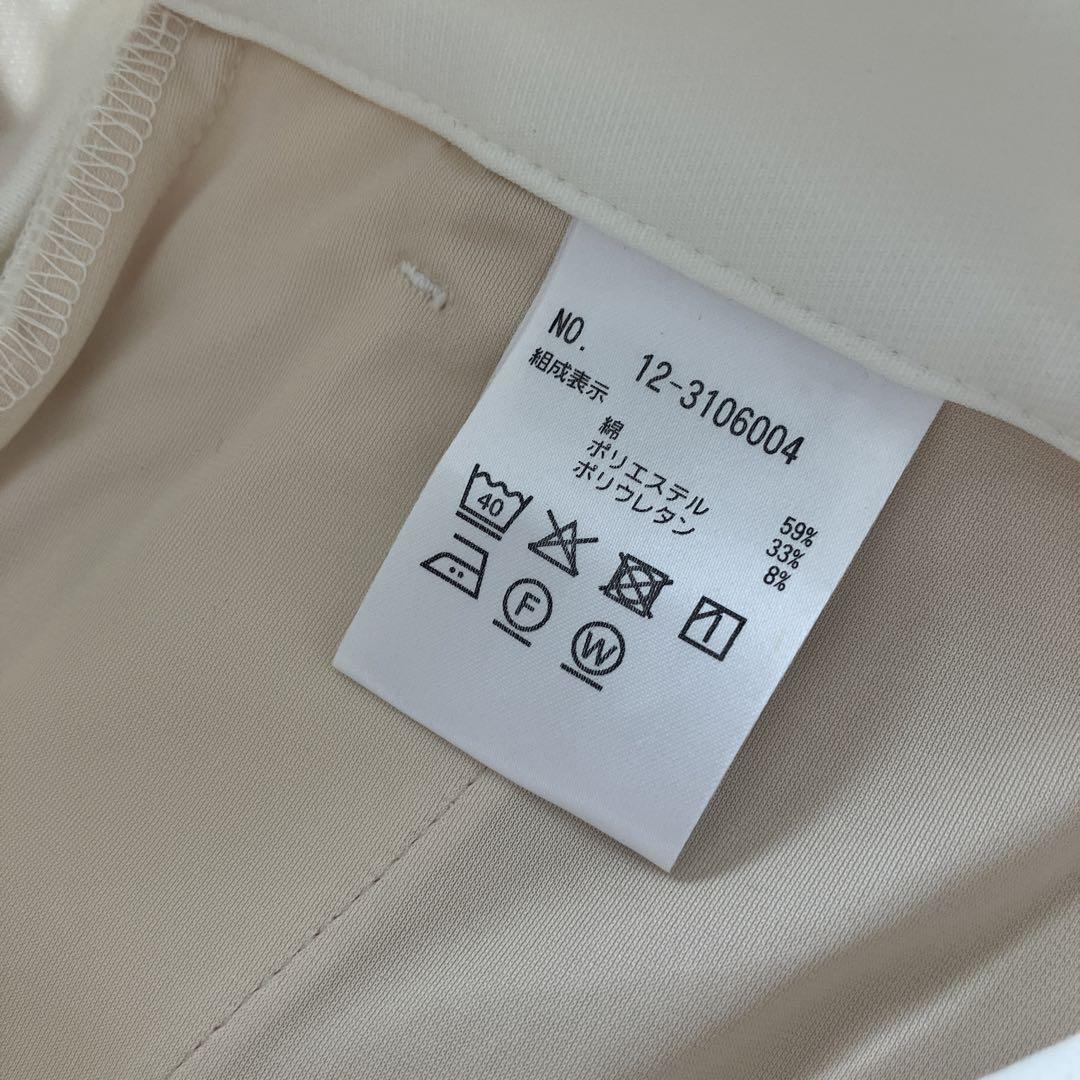 NO. 12-3106004
組成表示
綿 59%
ポリエステル 33%
ポリウレタン 8%
40
F
W